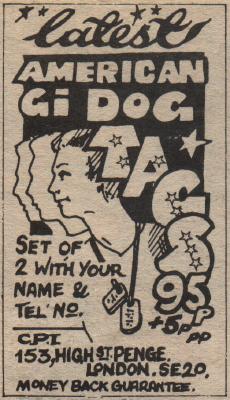 latest
AMERICAN
Gi DOG
TAGS
SET OF
2 WITH YOUR
NAME &
TEL' NO.
95P
+5P PP
C.P.T.
153, HIGH ST. PENGE.
LONDON. SE20.
MONEY BACK GUARANTEE.